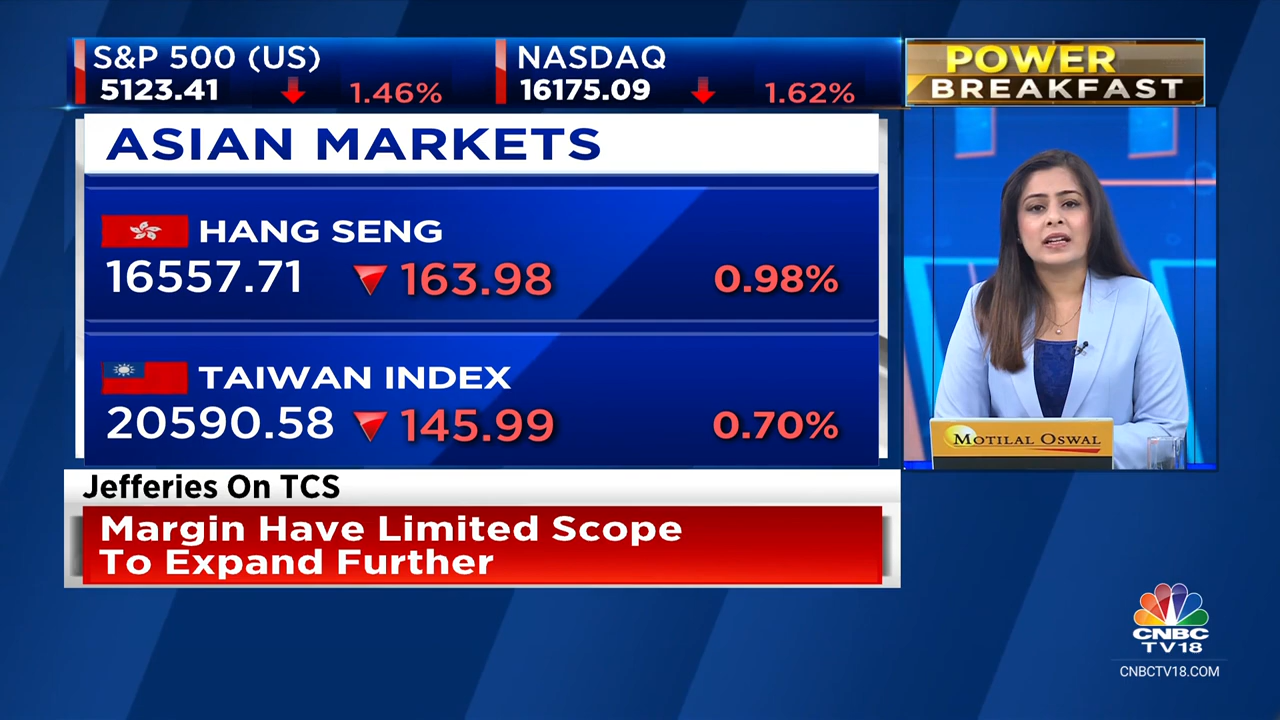 S&P 500 (US)
5123.41 1.46%
NASDAQ
16175.09 1.62%
POWER
BREAKFAST
ASIAN MARKETS
HANG SENG
16557.71 163.98 0.98%
TAIWAN INDEX
20590.58 145.99 0.70%
MOTILAL OSWAL
Jefferies On TCS
Margin Have Limited Scope
To Expand Further
CNBC
TV18
CNBCTV18.COM